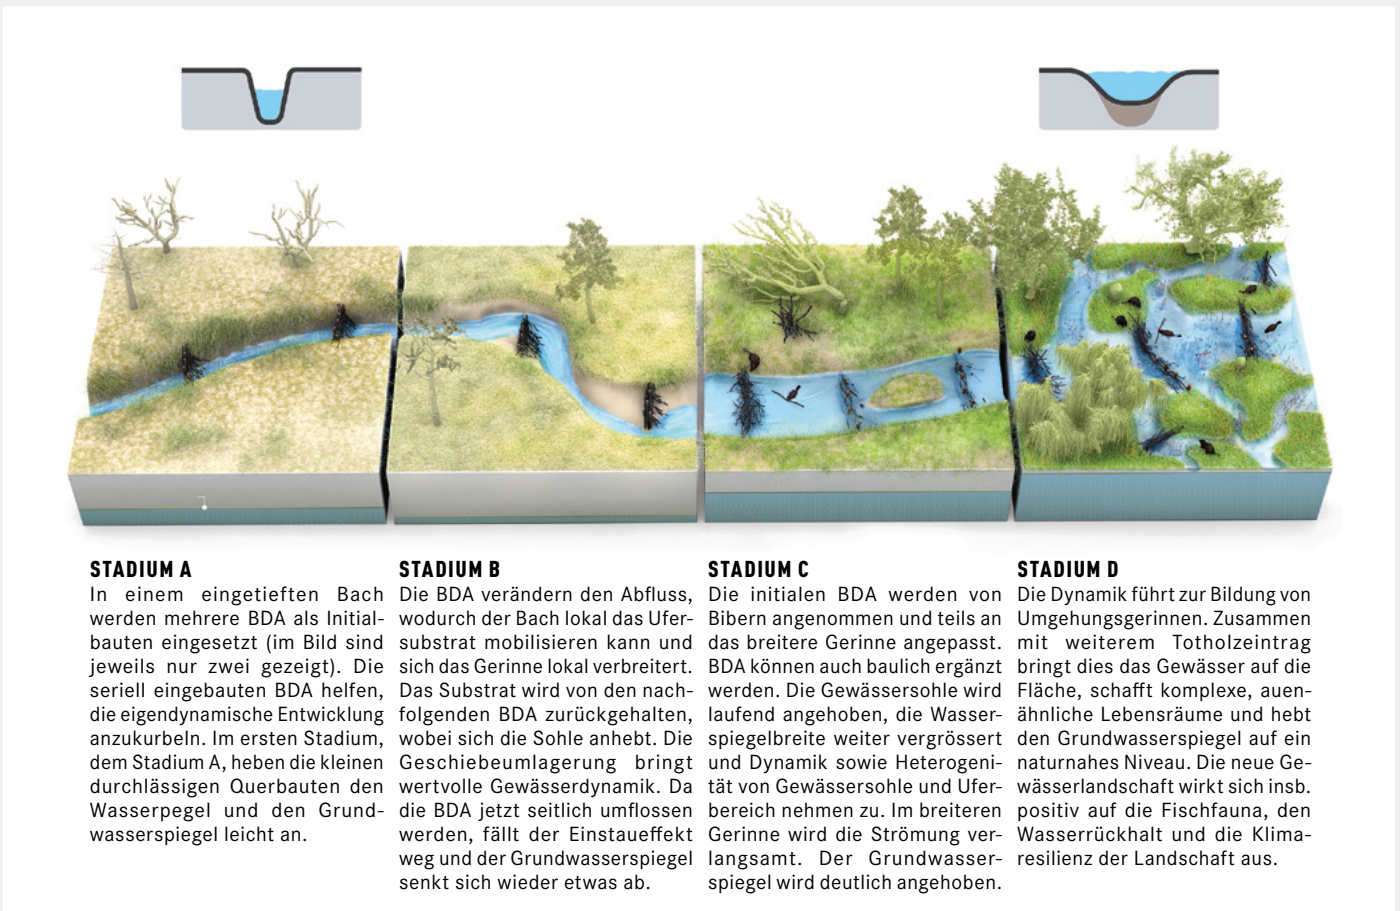 STADIUM A
In einem eingetieften Bach
werden mehrere BDA als Initial-
bauten eingesetzt (im Bild sind
jeweils nur zwei gezeigt). Die
seriell eingebauten BDA helfen,
die eigendynamische Entwicklung
anzukurbeln. Im ersten Stadium,
dem Stadium A, heben die kleinen
durchlässigen Querbauten den
Wasserpegel und den Grund-
wasserspiegel leicht an.
STADIUM B
Die BDA verändern den Abfluss,
wodurch der Bach lokal das Ufer-
substrat mobilisieren kann und
sich das Gerinne lokal verbreitert.
Das Substrat wird von den nach-
folgenden BDA zurückgehalten,
wobei sich die Sohle anhebt. Die
Geschiebeumlagerung bringt
wertvolle Gewässerdynamik. Da
die BDA jetzt seitlich umflossen
werden, fällt der Einstaueffekt
weg und der Grundwasserspiegel
senkt sich wieder etwas ab.
STADIUM C
Die initialen BDA werden von
Bibern angenommen und teils an
das breitere Gerinne angepasst.
BDA können auch baulich ergänzt
werden. Die Gewässersohle wird
laufend angehoben, die Wasser-
spiegelbreite weiter vergrössert
und Dynamik sowie Heterogeni-
tät von Gewässersohle und Ufer-
bereich nehmen zu. Im breiteren
Gerinne wird die Strömung ver-
langsamt. Der Grundwasser-
spiegel wird deutlich angehoben.
STADIUM D
Die Dynamik führt zur Bildung von
Umgehungsgerinnen. Zusammen
mit weiterem Totholzeintrag
bringt dies das Gewässer auf die
Fläche, schafft komplexe, auen-
ähnliche Lebensräume und hebt
den Grundwasserspiegel auf ein
naturnahes Niveau. Die neue Ge-
wässerlandschaft wirkt sich insb.
positiv auf die Fischfauna, den
Wasserrückhalt und die Klima-
resilienz der Landschaft aus.